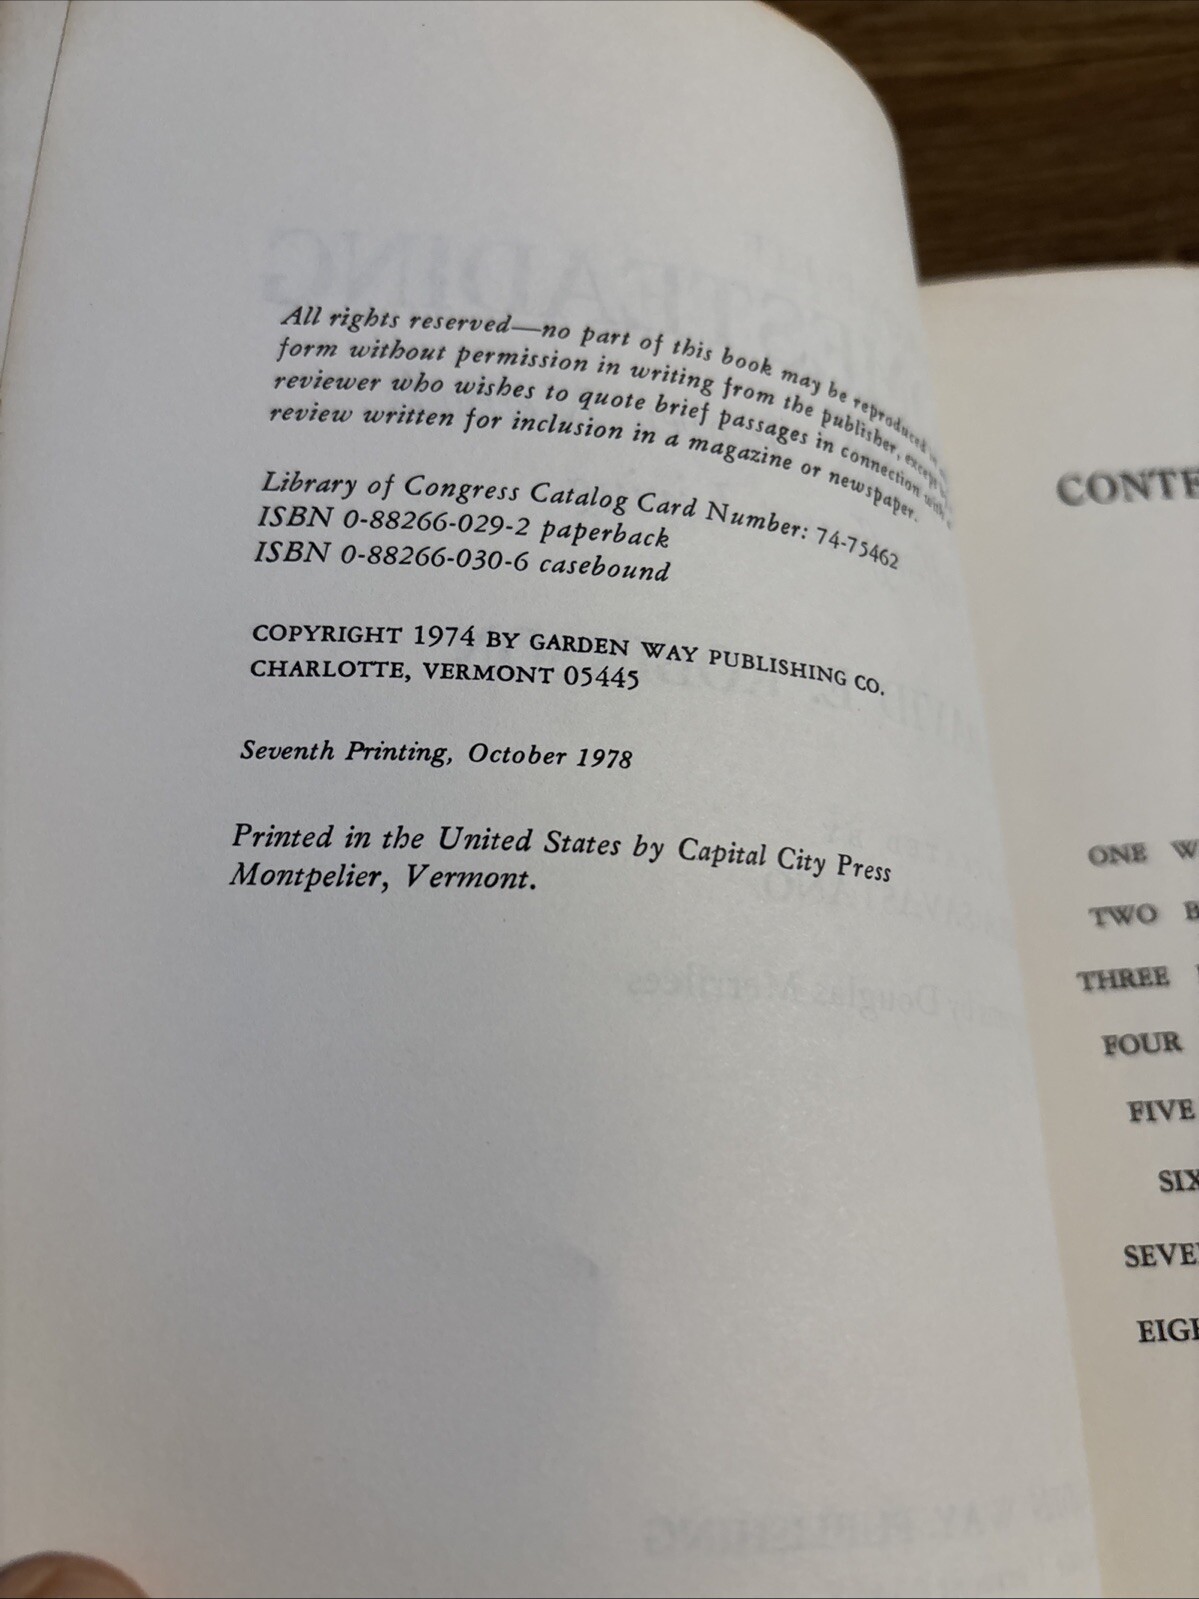 All rights reserved—no part of this book may be reproduced in
form without permission in writing from the publisher, except
reviewer who wishes to quote brief passages in connection with
review written for inclusion in a magazine or newspaper.
Library of Congress Catalog Card Number: 74-75462
ISBN 0-88266-029-2 paperback
ISBN 0-88266-030-6 casebound
COPYRIGHT 1974 BY GARDEN WAY PUBLISHING CO.
CHARLOTTE, VERMONT 05445
Seventh Printing, October 1978
Printed in the United States by Capital City Press
Montpelier, Vermont.
CONTE
ONE W
TWO B
THREE
FOUR
FIVE
SIX
SEVE
EIGH